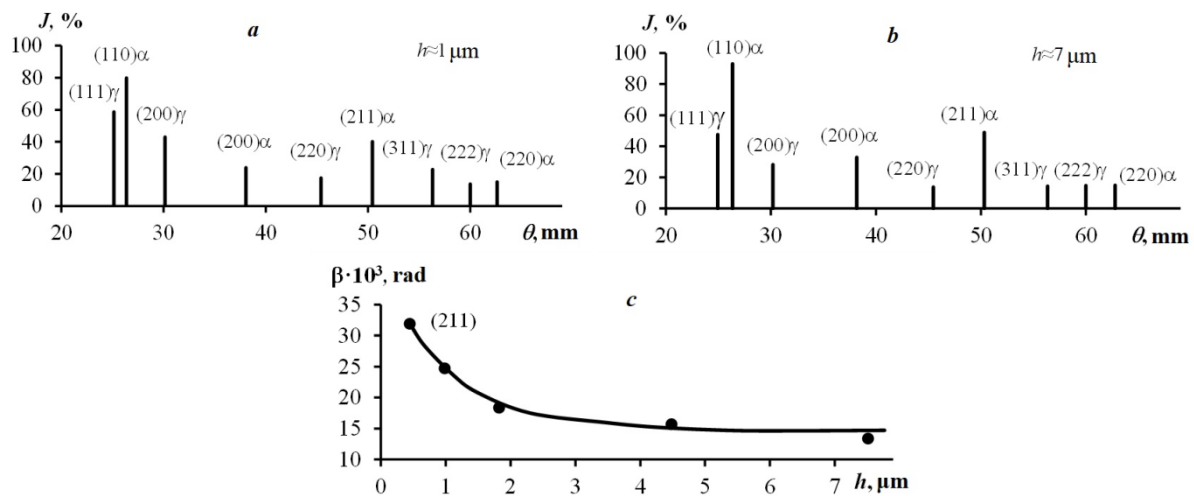 J, %
a
h≈1 μm
100
80
60
40
20
0
(111)γ
(110)α
(200)γ
(200)α
(220)γ
(211)α
(311)γ
(222)γ
(220)α
20 30 40 50 60 θ, mm
J, %
b
h≈7 μm
100
80
60
40
20
0
(111)γ
(110)α
(200)γ
(200)α
(220)γ
(211)α
(311)γ
(222)γ
(220)α
20 30 40 50 60 θ, mm
β·10³, rad
c
35
30
25
20
15
10
(211)
0 1 2 3 4 5 6 7 h, μm